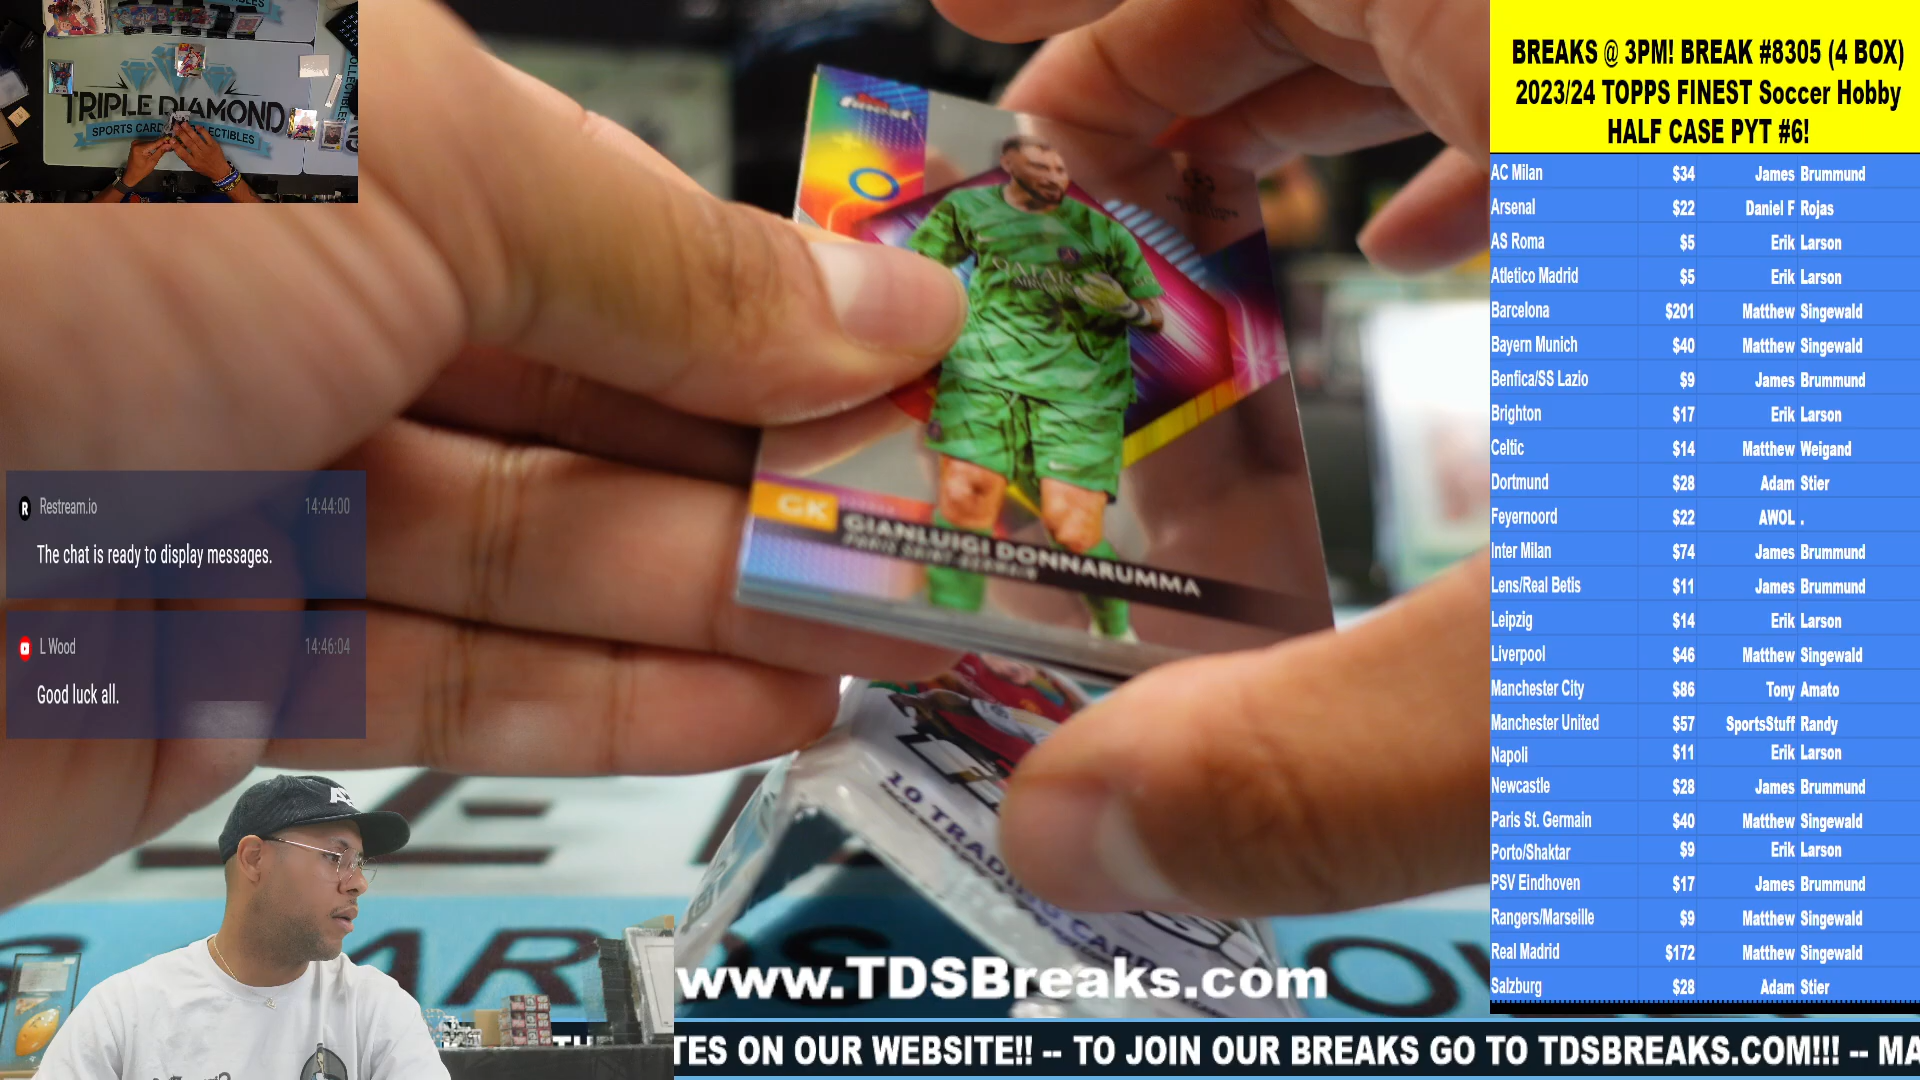 TRIPLE DIAMOND
SPORTS CARD
Finest
QATAR
GK
GIANLUIGI DONNARUMMA
PARIS SAINT-GERMAIN
10 TRADING CARD
Restream.io 14:44:00
The chat is ready to display messages.
L Wood 14:46:04
Good luck all.
www.TDSBreaks.com
TES ON OUR WEBSITE!! -- TO JOIN OUR BREAKS GO TO TDSBREAKS.COM!!! -- MA
BREAKS @ 3PM! BREAK #8305 (4 BOX)
2023/24 TOPPS FINEST Soccer Hobby
HALF CASE PYT #6!
AC Milan $34 James Brummund
Arsenal $22 Daniel F Rojas
AS Roma $5 Erik Larson
Atletico Madrid $5 Erik Larson
Barcelona $201 Matthew Singewald
Bayern Munich $40 Matthew Singewald
Benfica/SS Lazio $9 James Brummund
Brighton $17 Erik Larson
Celtic $14 Matthew Weigand
Dortmund $28 Adam Stier
Feyernoord $22 AWOL .
Inter Milan $74 James Brummund
Lens/Real Betis $11 James Brummund
Leipzig $14 Erik Larson
Liverpool $46 Matthew Singewald
Manchester City $86 Tony Amato
Manchester United $57 SportsStuff Randy
Napoli $11 Erik Larson
Newcastle $28 James Brummund
Paris St. Germain $40 Matthew Singewald
Porto/Shaktar $9 Erik Larson
PSV Eindhoven $17 James Brummund
Rangers/Marseille $9 Matthew Singewald
Real Madrid $172 Matthew Singewald
Salzburg $28 Adam Stier